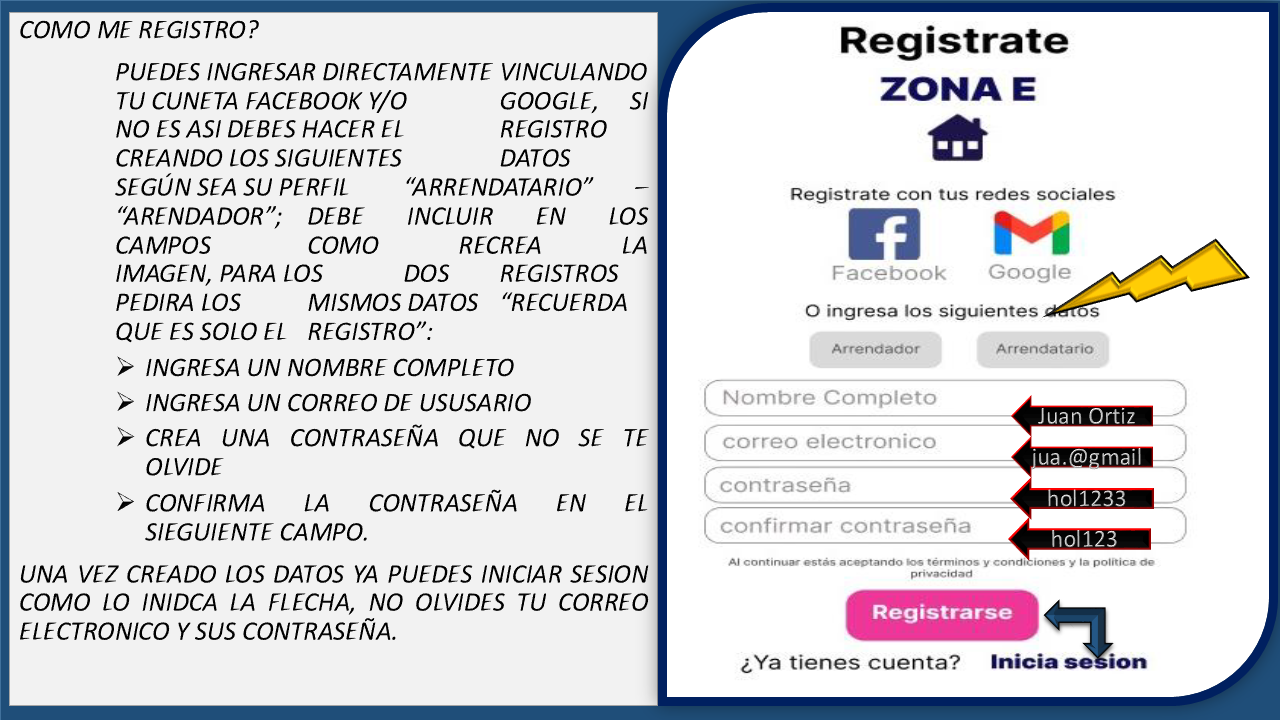 COMO ME REGISTRO?
PUEDES INGRESAR DIRECTAMENTE VINCULANDO
TU CUNETA FACEBOOK Y/O GOOGLE, SI
NO ES ASI DEBES HACER EL REGISTRO
CREANDO LOS SIGUIENTES DATOS
SEGÚN SEA SU PERFIL “ARRENDATARIO” –
“ARENDADOR”; DEBE INCLUIR EN LOS
CAMPOS COMO RECREA LA
IMAGEN, PARA LOS DOS REGISTROS
PEDIRA LOS MISMOS DATOS “RECUERDA
QUE ES SOLO EL REGISTRO”:
➢ INGRESA UN NOMBRE COMPLETO
➢ INGRESA UN CORREO DE USUSARIO
➢ CREA UNA CONTRASEÑA QUE NO SE TE
OLVIDE
➢ CONFIRMA LA CONTRASEÑA EN EL
SIEGUIENTE CAMPO.
UNA VEZ CREADO LOS DATOS YA PUEDES INICIAR SESION
COMO LO INIDCA LA FLECHA, NO OLVIDES TU CORREO
ELECTRONICO Y SUS CONTRASEÑA.
Registrate
ZONA E
Registrate con tus redes sociales
Facebook Google
O ingresa los siguientes datos
Arrendador Arrendatario
Nombre Completo
Juan Ortiz
correo electronico
jua.@gmail
contraseña
hol1233
confirmar contraseña
hol123
Al continuar estás aceptando los términos y condiciones y la política de
privacidad
Registrarse
¿Ya tienes cuenta? Inicia sesion